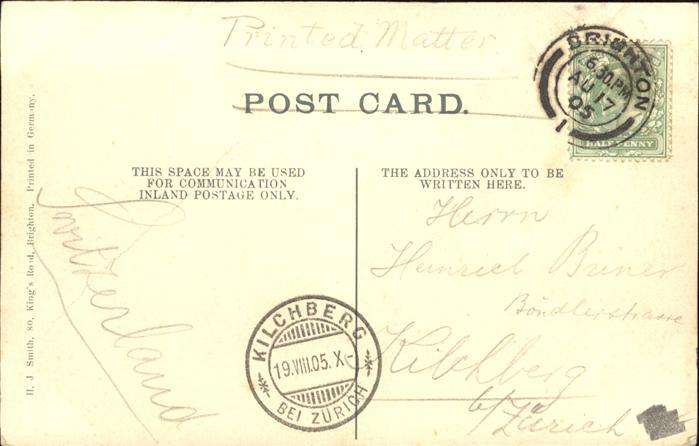 Printed Matter
POST CARD.
BRIGHTON
6.30.PM
AU 17
05
1
HALFPENNY
THIS SPACE MAY BE USED
FOR COMMUNICATION
INLAND POSTAGE ONLY.
THE ADDRESS ONLY TO BE
WRITTEN HERE.
Switzerland
Herrn
Heinrich Briner
Böndlerstrasse
Kilchberg
b/Zürich
KILCHBERG
19.VIII.05.X
BEI ZÜRICH
H. J. Smith, 80, King's Road, Brighton, Printed in Germany.